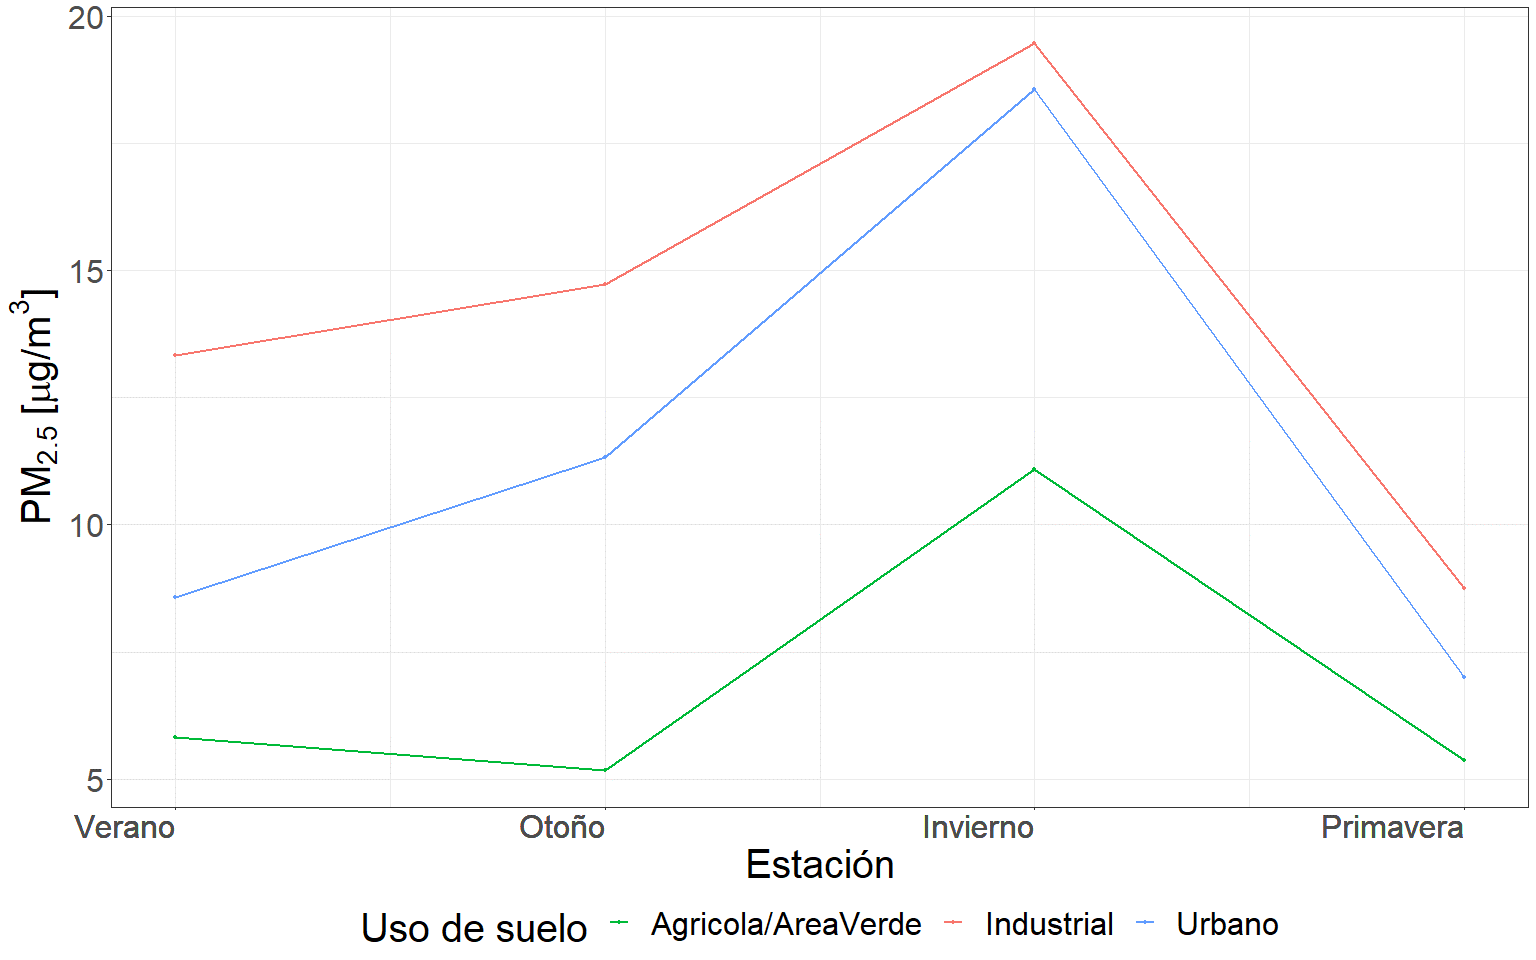 20
15
10
5
PM2.5 [µg/m3]
Verano Otoño Invierno Primavera
Estación
Uso de suelo Agricola/AreaVerde Industrial Urbano